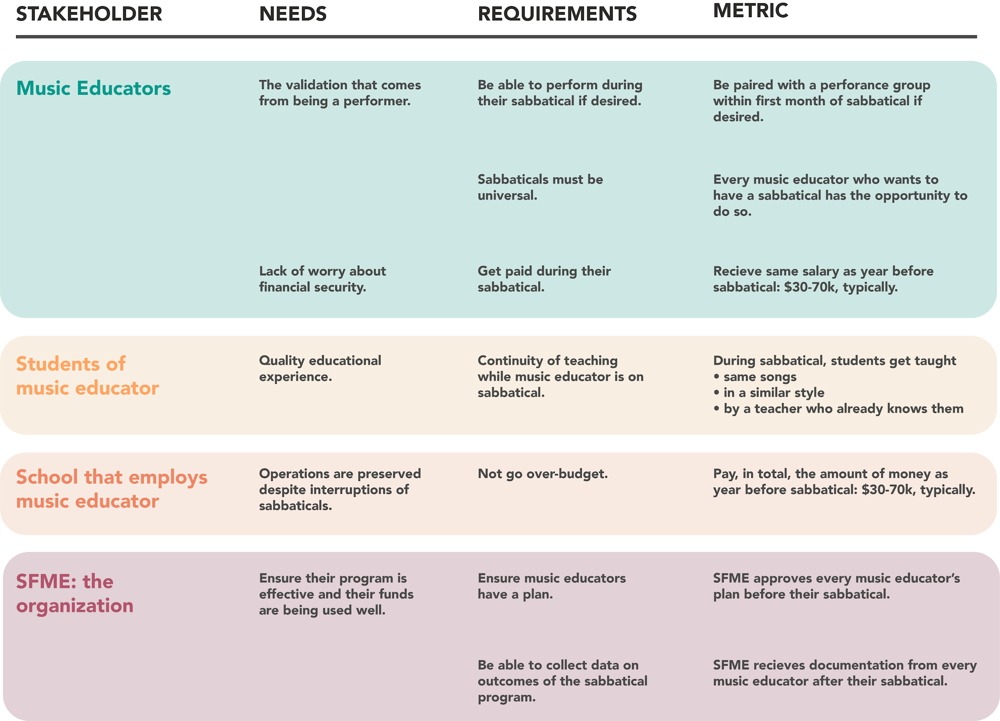 STAKEHOLDER NEEDS REQUIREMENTS METRIC
Music Educators
The validation that comes
from being a performer.
Be able to perform during
their sabbatical if desired.
Be paired with a perforance group
within first month of sabbatical if
desired.
Sabbaticals must be
universal.
Every music educator who wants to
have a sabbatical has the opportunity to
do so.
Lack of worry about
financial security.
Get paid during their
sabbatical.
Recieve same salary as year before
sabbatical: $30-70k, typically.
Students of
music educator
Quality educational
experience.
Continuity of teaching
while music educator is on
sabbatical.
During sabbatical, students get taught
• same songs
• in a similar style
• by a teacher who already knows them
School that employs
music educator
Operations are preserved
despite interruptions of
sabbaticals.
Not go over-budget.
Pay, in total, the amount of money as
year before sabbatical: $30-70k, typically.
SFME: the
organization
Ensure their program is
effective and their funds
are being used well.
Ensure music educators
have a plan.
SFME approves every music educator’s
plan before their sabbatical.
Be able to collect data on
outcomes of the sabbatical
program.
SFME recieves documentation from every
music educator after their sabbatical.